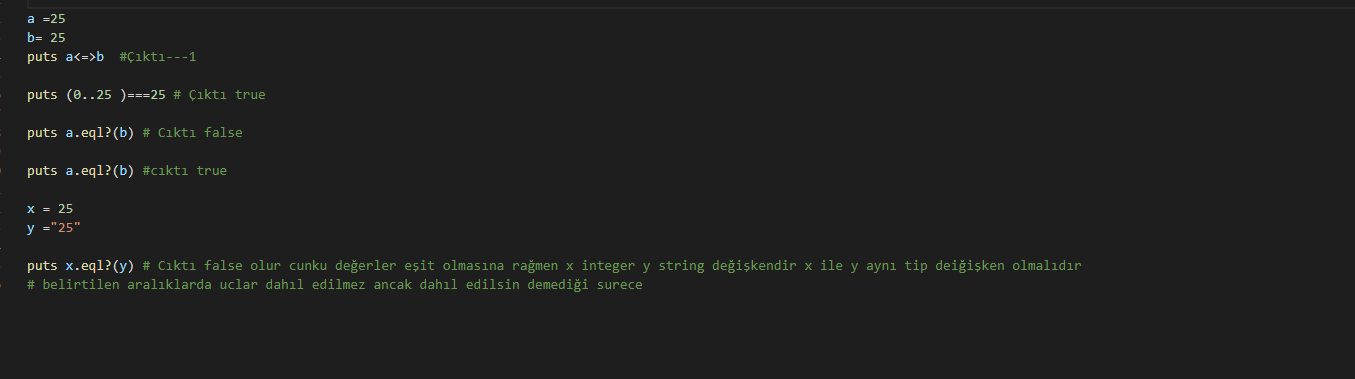 a =25
b= 25
puts a<=>b  #Çıktı---1
puts (0..25 )===25 # Çıktı true
puts a.eql?(b) # Cıktı false
puts a.eql?(b) #cıktı true
x = 25
y ="25"
puts x.eql?(y) # Cıktı false olur cunku değerler eşit olmasına rağmen x integer y string değişkendir x ile y aynı tip deiğişken olmalıdır
# belirtilen aralıklarda uclar dahıl edilmez ancak dahıl edilsin demediği surece